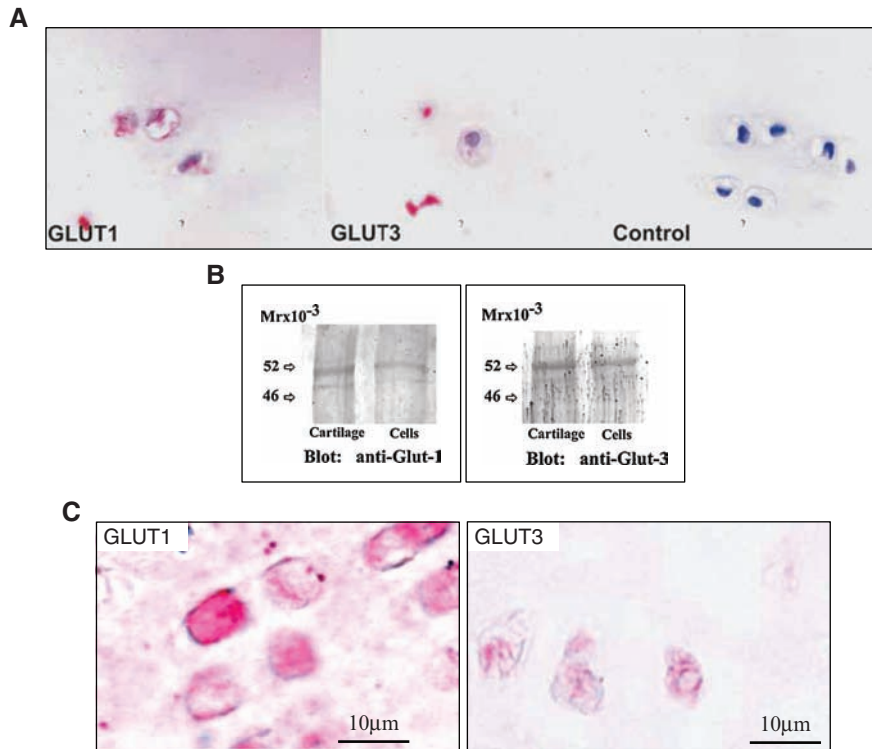 A
GLUT1
GLUT3
Control
B
Mrx10-3
52⇨
46⇨
Cartilage Cells
Blot: anti-Glut-1
Mrx10-3
52⇨
46⇨
Cartilage Cells
Blot: anti-Glut-3
C
GLUT1
10μm
GLUT3
10μm